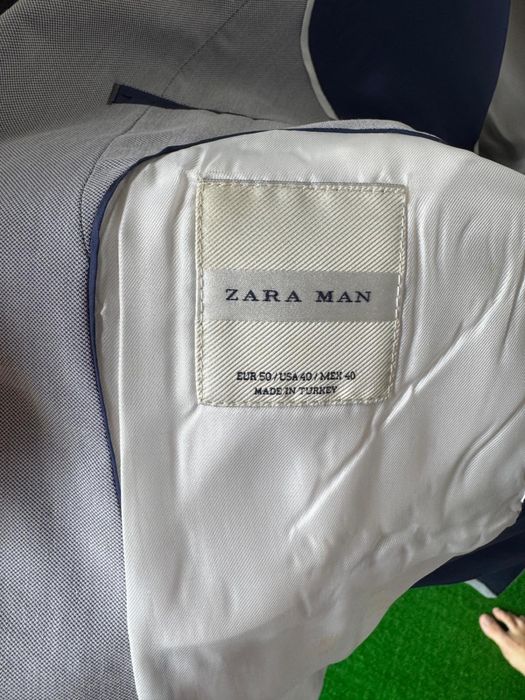 ZARA MAN
EUR 50 / USA 40 / MEX 40
MADE IN TURKEY